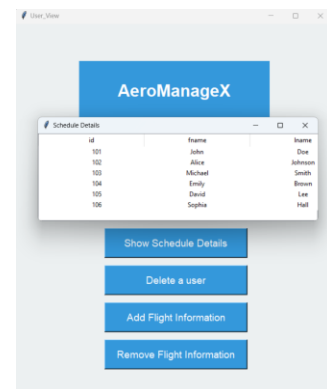 User_View
AeroManageX
Schedule Details
id fname lname
101 John Doe
102 Alice Johnson
103 Michael Smith
104 Emily Brown
105 David Lee
106 Sophia Hall
Show Schedule Details
Delete a user
Add Flight Information
Remove Flight Information